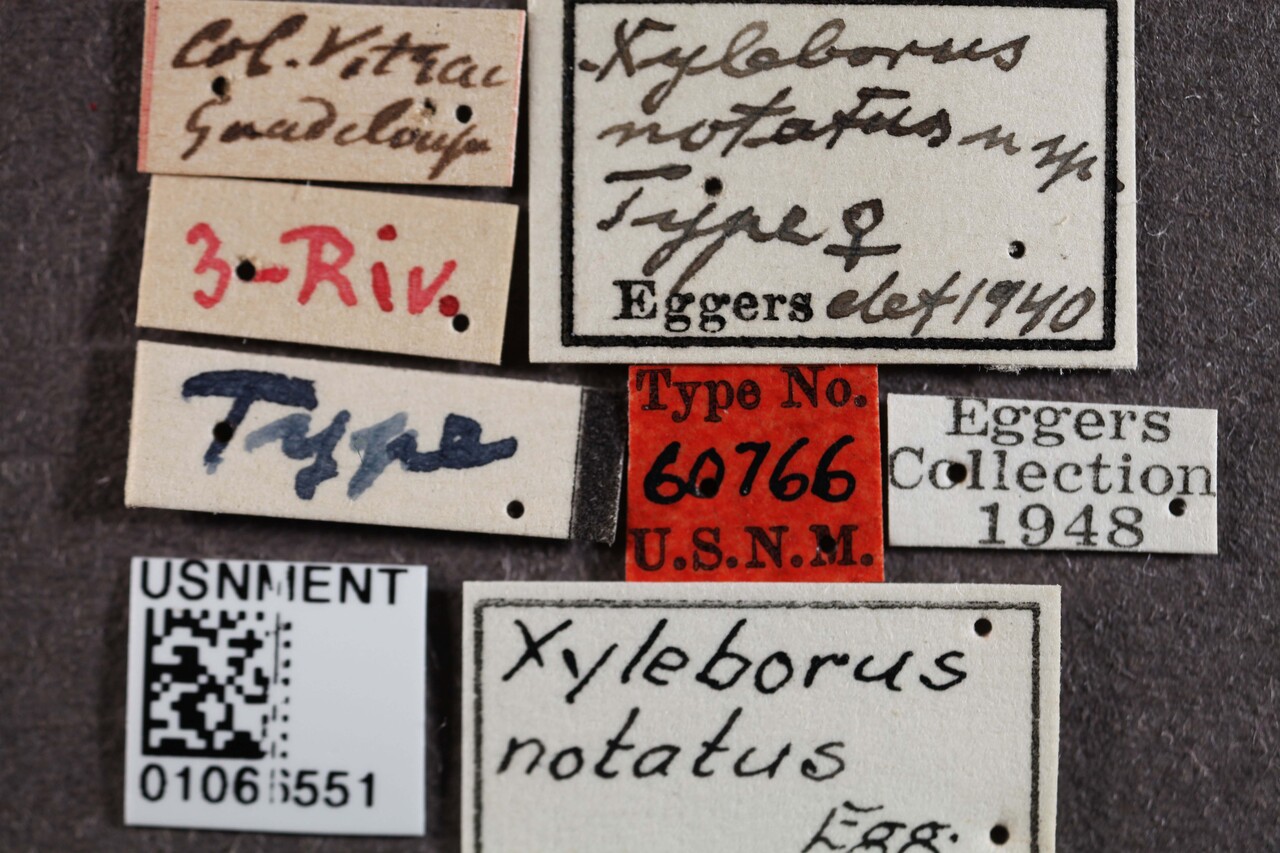 Col. Vitrac
Guadeloupe
3-Riv.
Type
Xyleborus
notatus n sp.
Type ♀
Eggers det 1940
Type No.
60766
U.S.N.M.
Eggers
Collection
1948
USNMENT
Xyleborus
notatus
Egg.